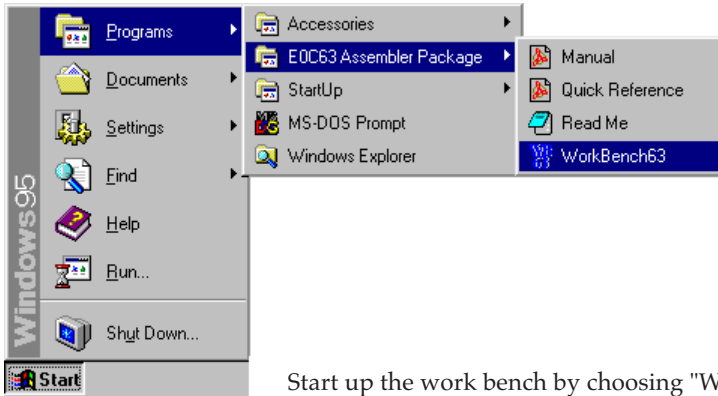 Programs
Documents
Settings
Find
Help
Run...
Shut Down...
Windows95
Start
Accessories
E0C63 Assembler Package
StartUp
MS-DOS Prompt
Windows Explorer
Manual
Quick Reference
Read Me
WorkBench63
Start up the work bench by choosing "W